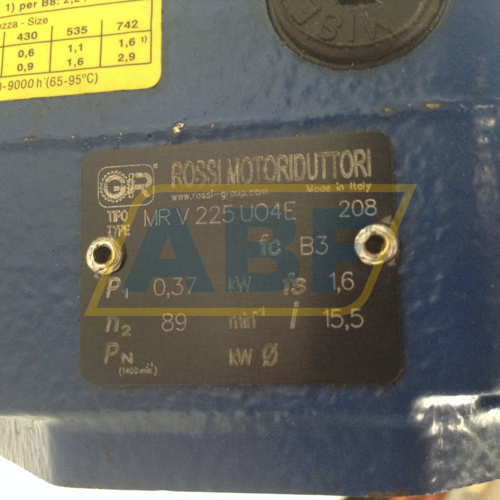 1) per B8: 2,2
zza - Size
430 535 742
0,6 1,1 1,6 1)
0,9 1,6 2,9
-9000 h (65-95°C)
VIBE
GR ROSSI MOTORIDUTTORI
www.rossi-group.com Made in Italy
TIPO
TYPE MR V 225 UO4E 208
fc B3
P1 0,37 kW fs 1,6
n2 89 min-1 i 15,5
PN kW Ø
(1400 min-1)
ABF